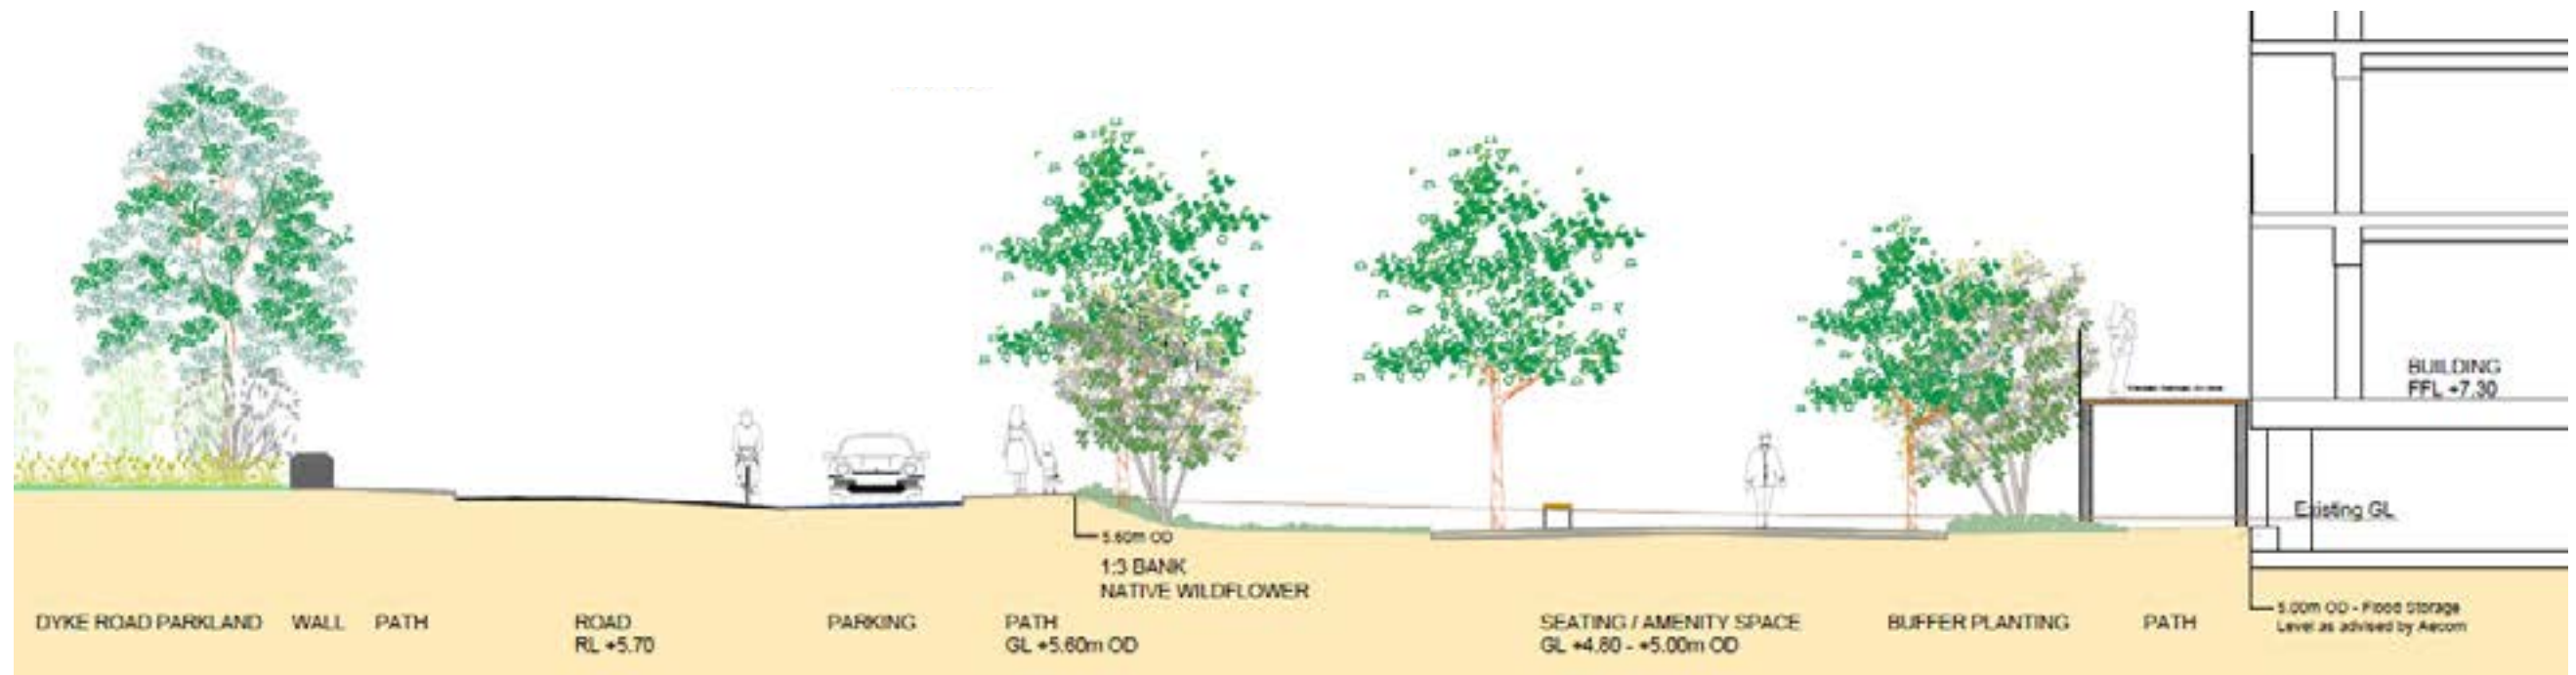 BUILDING
FFL +7.30
Existing GL
5.60m OD
1:3 BANK
NATIVE WILDFLOWER
5.00m OD - Flood Storage
Level as advised by Aecom
DYKE ROAD PARKLAND
WALL
PATH
ROAD
RL +5.70
PARKING
PATH
GL +5.60m OD
SEATING / AMENITY SPACE
GL +4.80 - +5.00m OD
BUFFER PLANTING
PATH